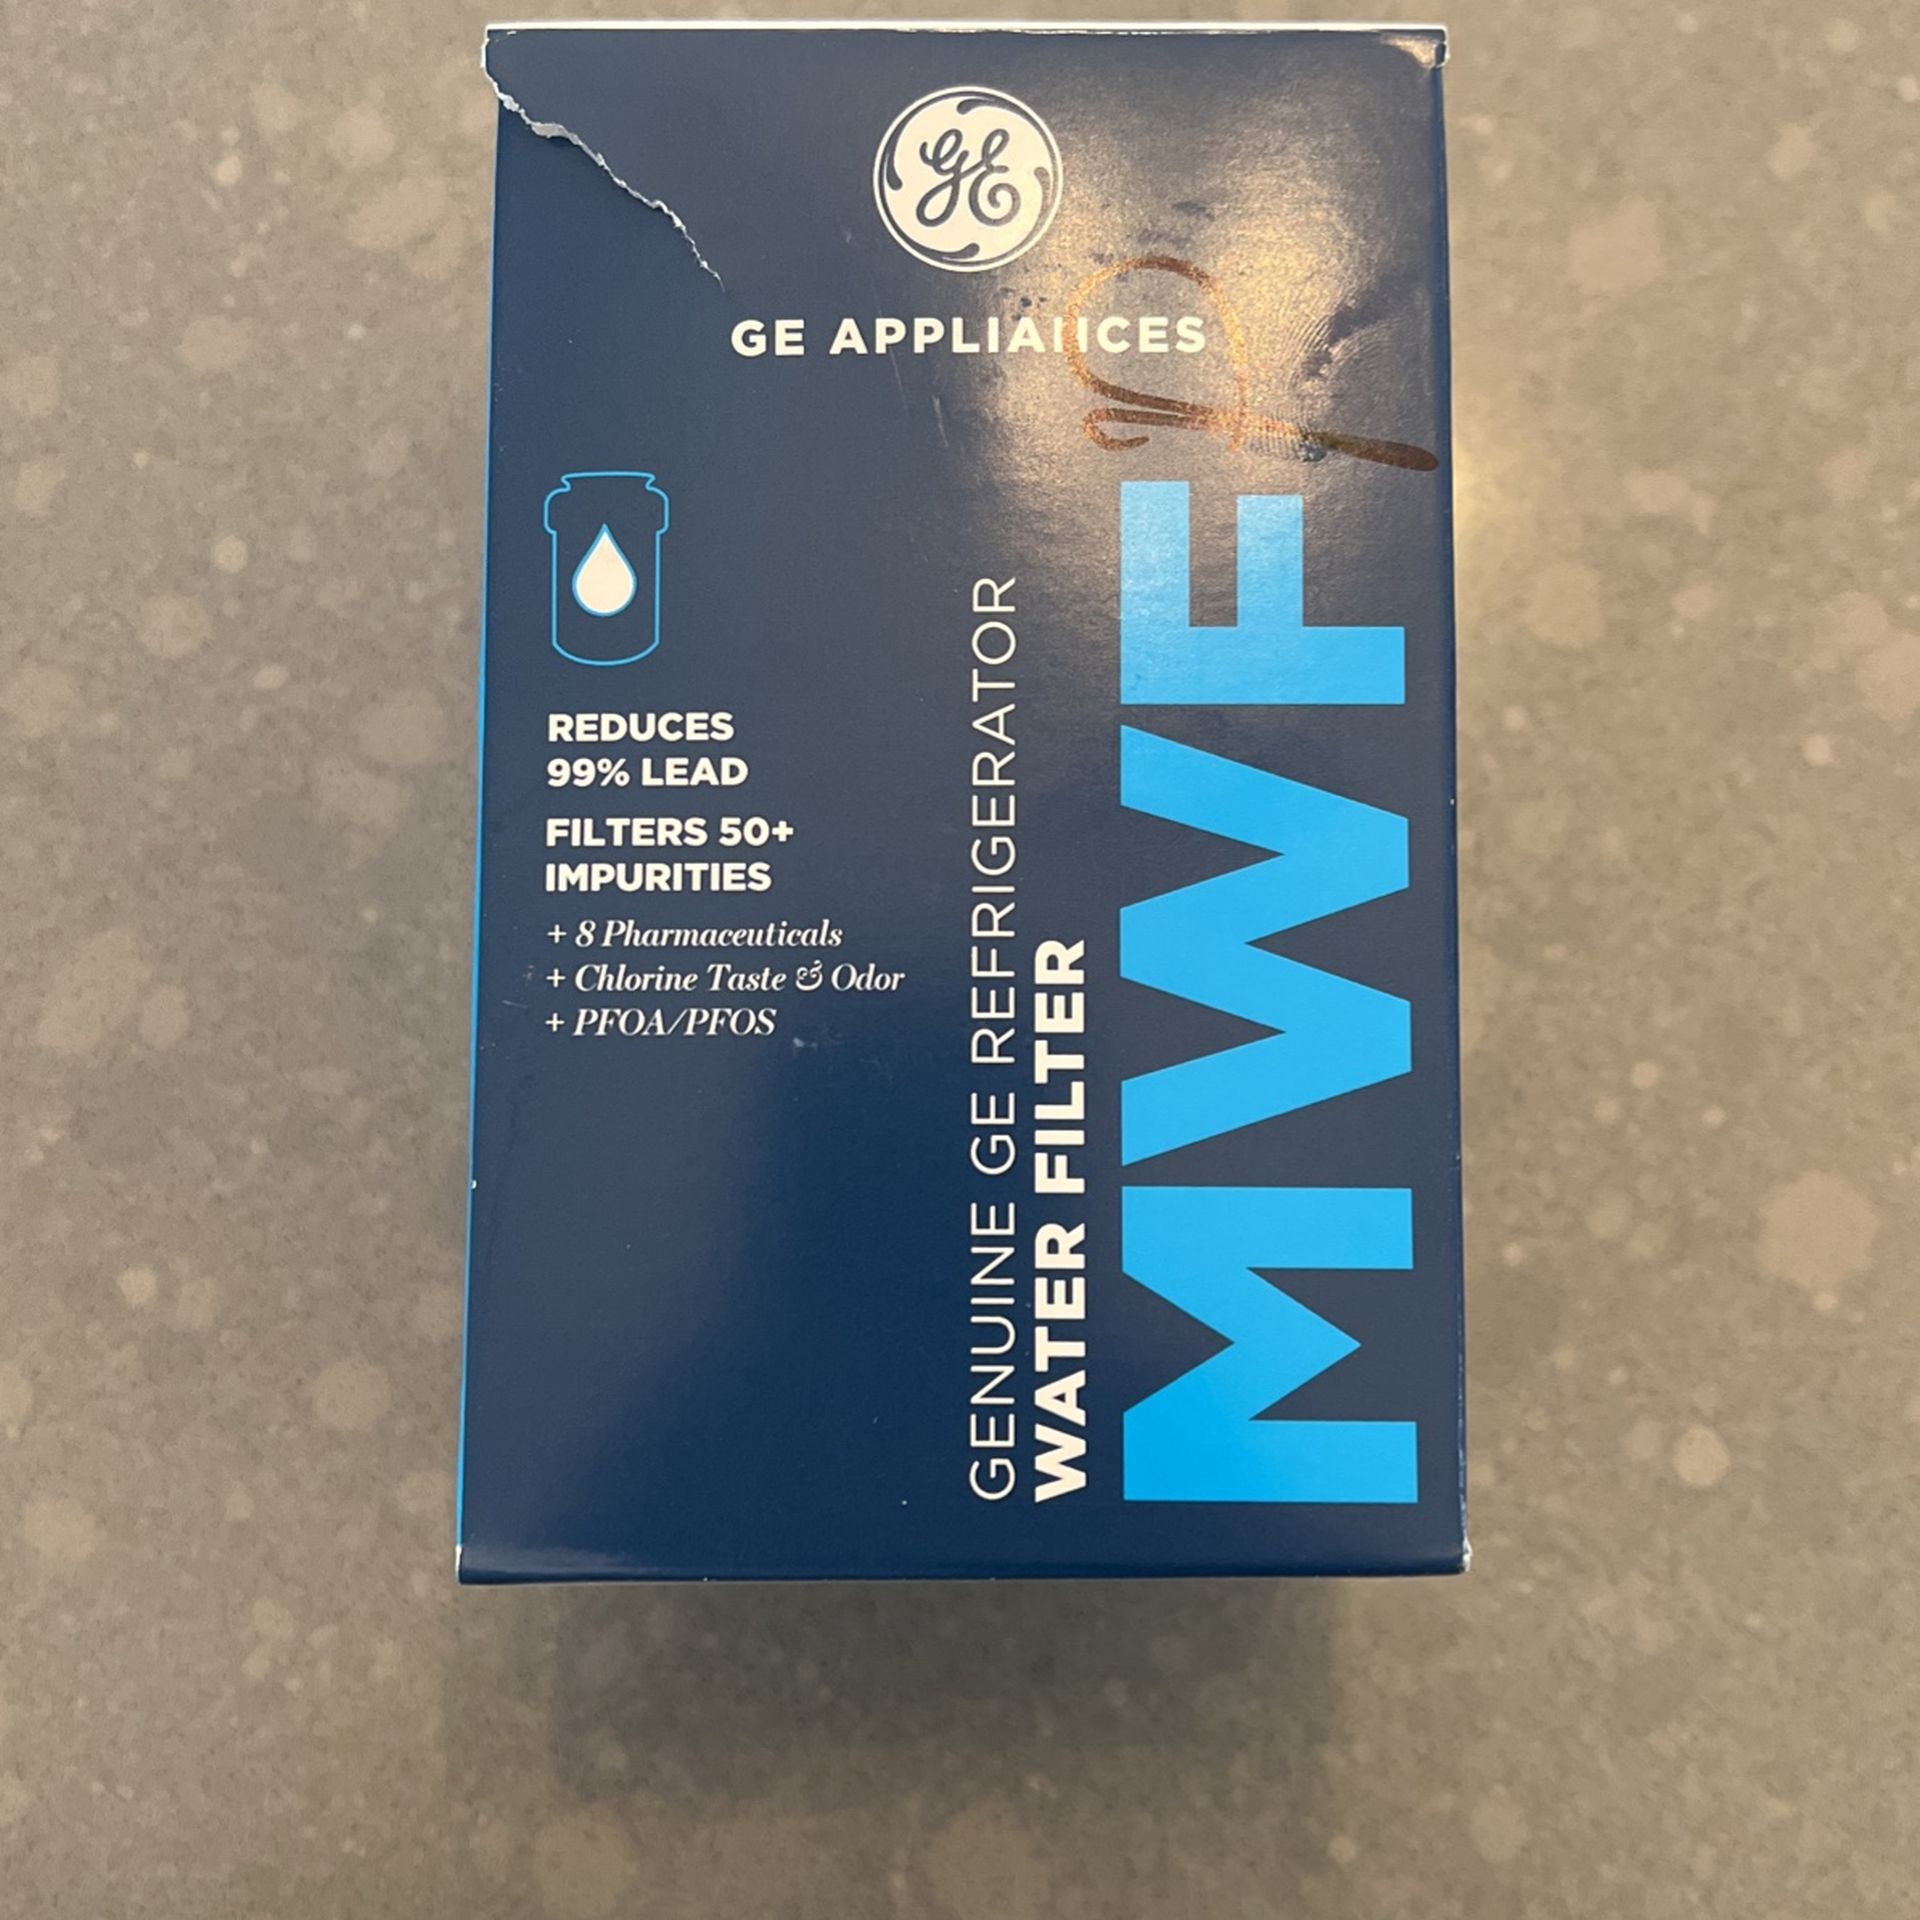 GE
GE APPLIANCES
REDUCES
99% LEAD
FILTERS 50+
IMPURITIES
+ 8 Pharmaceuticals
+ Chlorine Taste & Odor
+ PFOA/PFOS
GENUINE GE REFRIGERATOR
WATER FILTER
MWF